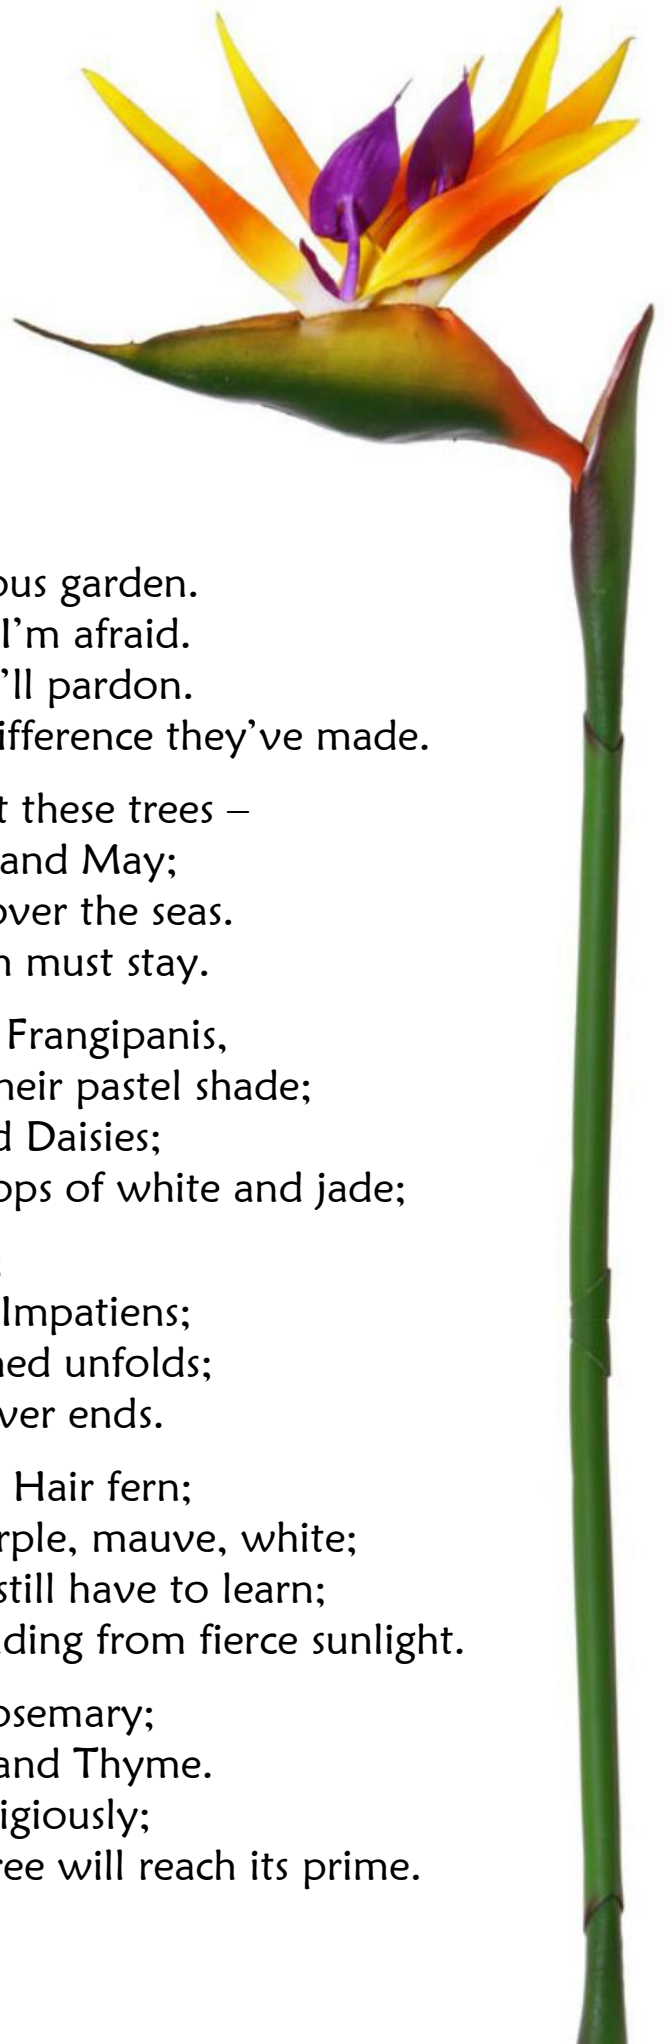 ous garden.
I'm afraid.
'll pardon.
ifference they've made.
t these trees –
and May;
over the seas.
n must stay.
Frangipanis,
heir pastel shade;
d Daisies;
ops of white and jade;
;
Impatiens;
ned unfolds;
ver ends.
Hair fern;
rple, mauve, white;
still have to learn;
ding from fierce sunlight.
osemary;
and Thyme.
igiously;
ree will reach its prime.